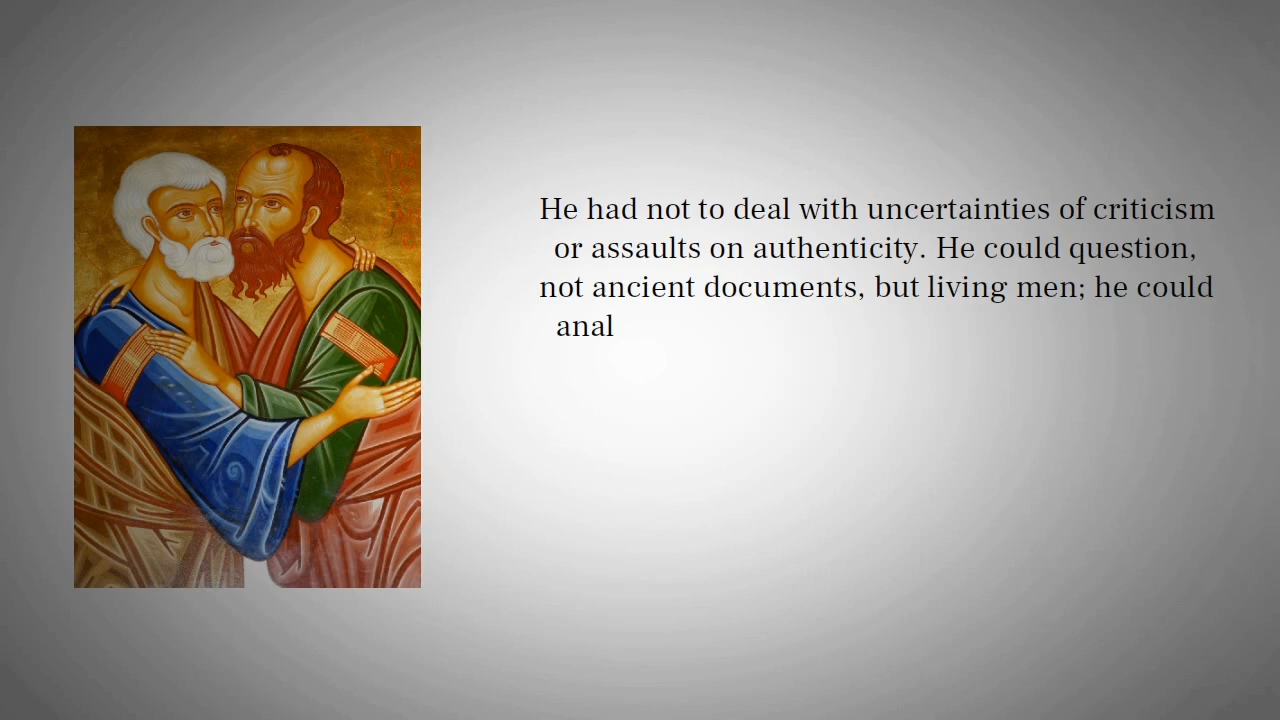 He had not to deal with uncertainties of criticism
or assaults on authenticity. He could question,
not ancient documents, but living men; he could
anal